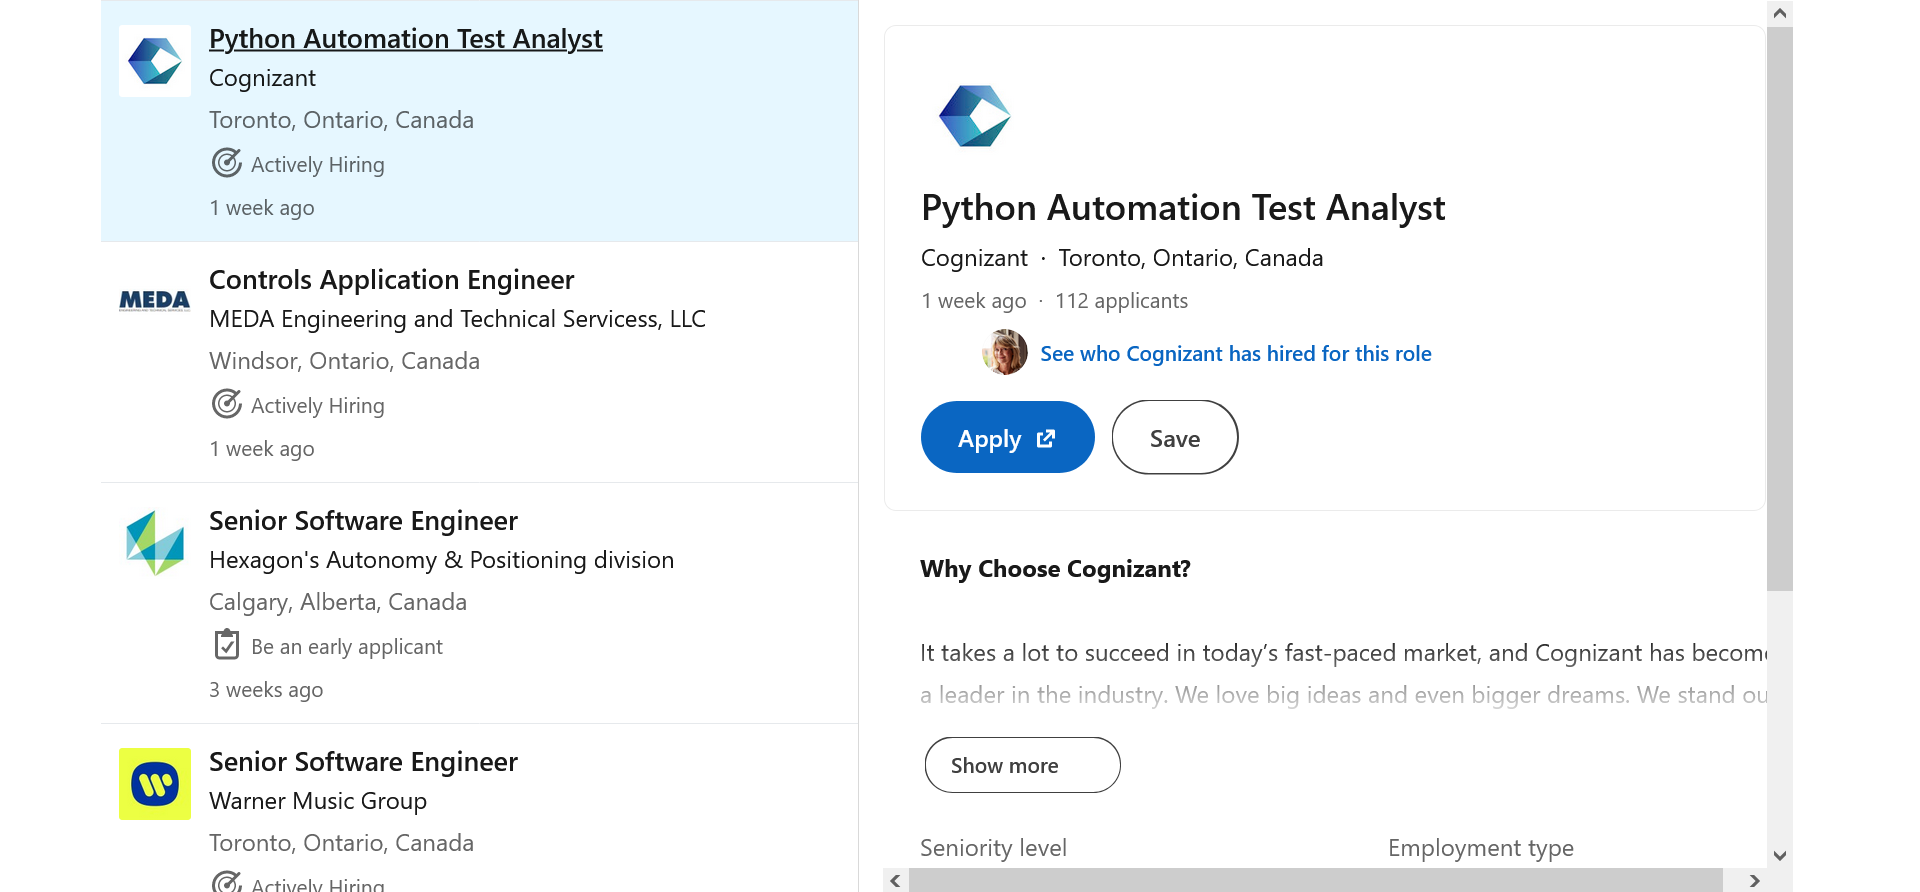 Python Automation Test Analyst
Cognizant
Toronto, Ontario, Canada
Actively Hiring
1 week ago
MEDA
Controls Application Engineer
MEDA Engineering and Technical Servicess, LLC
Windsor, Ontario, Canada
Actively Hiring
1 week ago
Senior Software Engineer
Hexagon's Autonomy & Positioning division
Calgary, Alberta, Canada
Be an early applicant
3 weeks ago
Senior Software Engineer
Warner Music Group
Toronto, Ontario, Canada
Actively Hiring
Python Automation Test Analyst
Cognizant · Toronto, Ontario, Canada
1 week ago · 112 applicants
See who Cognizant has hired for this role
Apply
Save
Why Choose Cognizant?
It takes a lot to succeed in today’s fast-paced market, and Cognizant has become
a leader in the industry. We love big ideas and even bigger dreams. We stand ou
Show more
Seniority level
Employment type